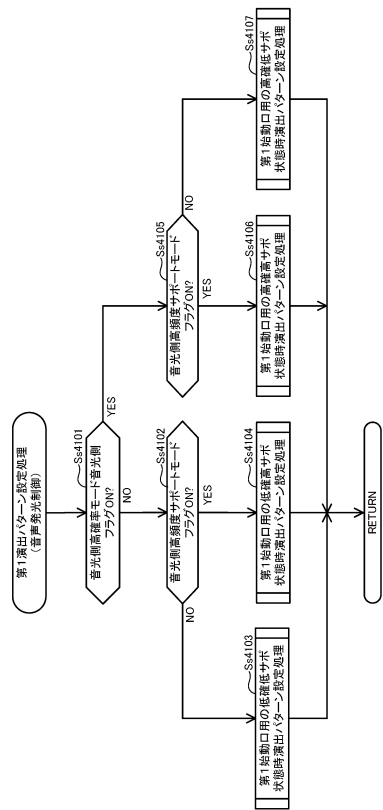 第1演出パターン設定処理
(音声発光制御)
Ss4101
音光側高確率モード音光側
フラグON?
YES
NO
Ss4102
音光側高頻度サポートモード
フラグON?
NO
YES
Ss4105
音光側高頻度サポートモード
フラグON?
NO
YES
Ss4103
第1始動口用の低確低サポ
状態時演出パターン設定処理
Ss4104
第1始動口用の低確高サポ
状態時演出パターン設定処理
Ss4106
第1始動口用の高確高サポ
状態時演出パターン設定処理
Ss4107
第1始動口用の高確低サポ
状態時演出パターン設定処理
RETURN